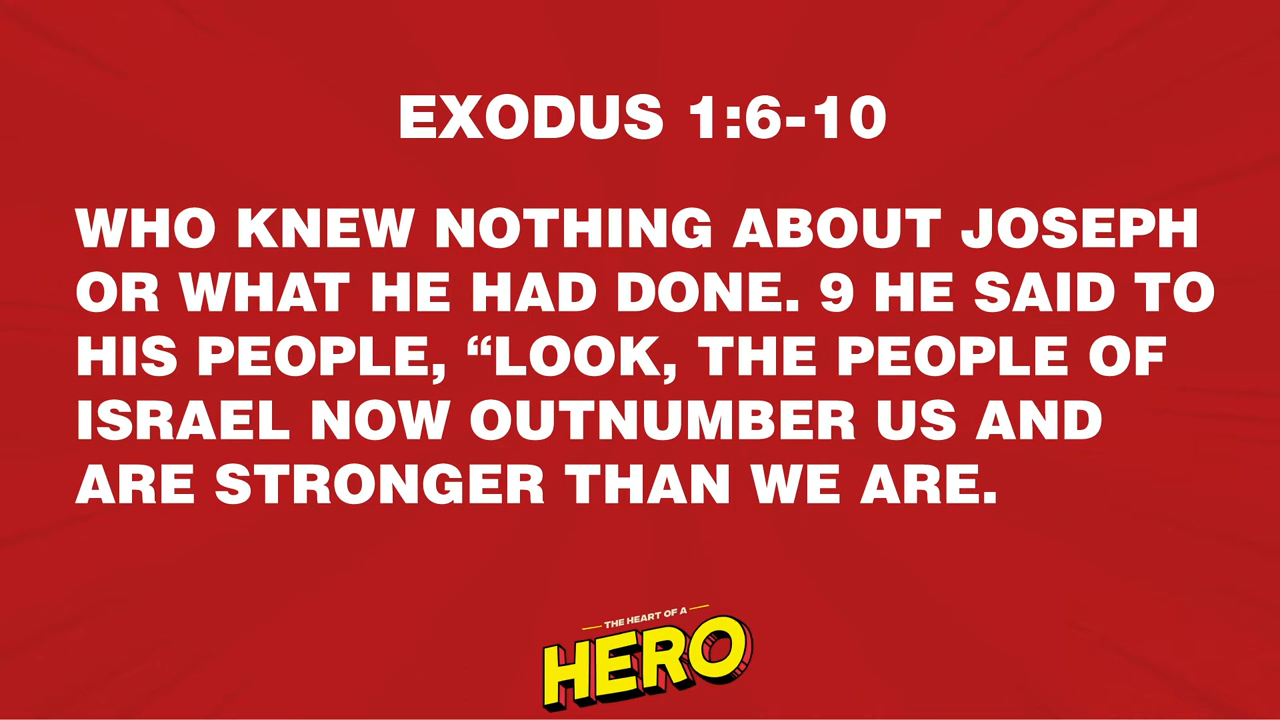 EXODUS 1:6-10
WHO KNEW NOTHING ABOUT JOSEPH
OR WHAT HE HAD DONE. 9 HE SAID TO
HIS PEOPLE, “LOOK, THE PEOPLE OF
ISRAEL NOW OUTNUMBER US AND
ARE STRONGER THAN WE ARE.
THE HEART OF A
HERO